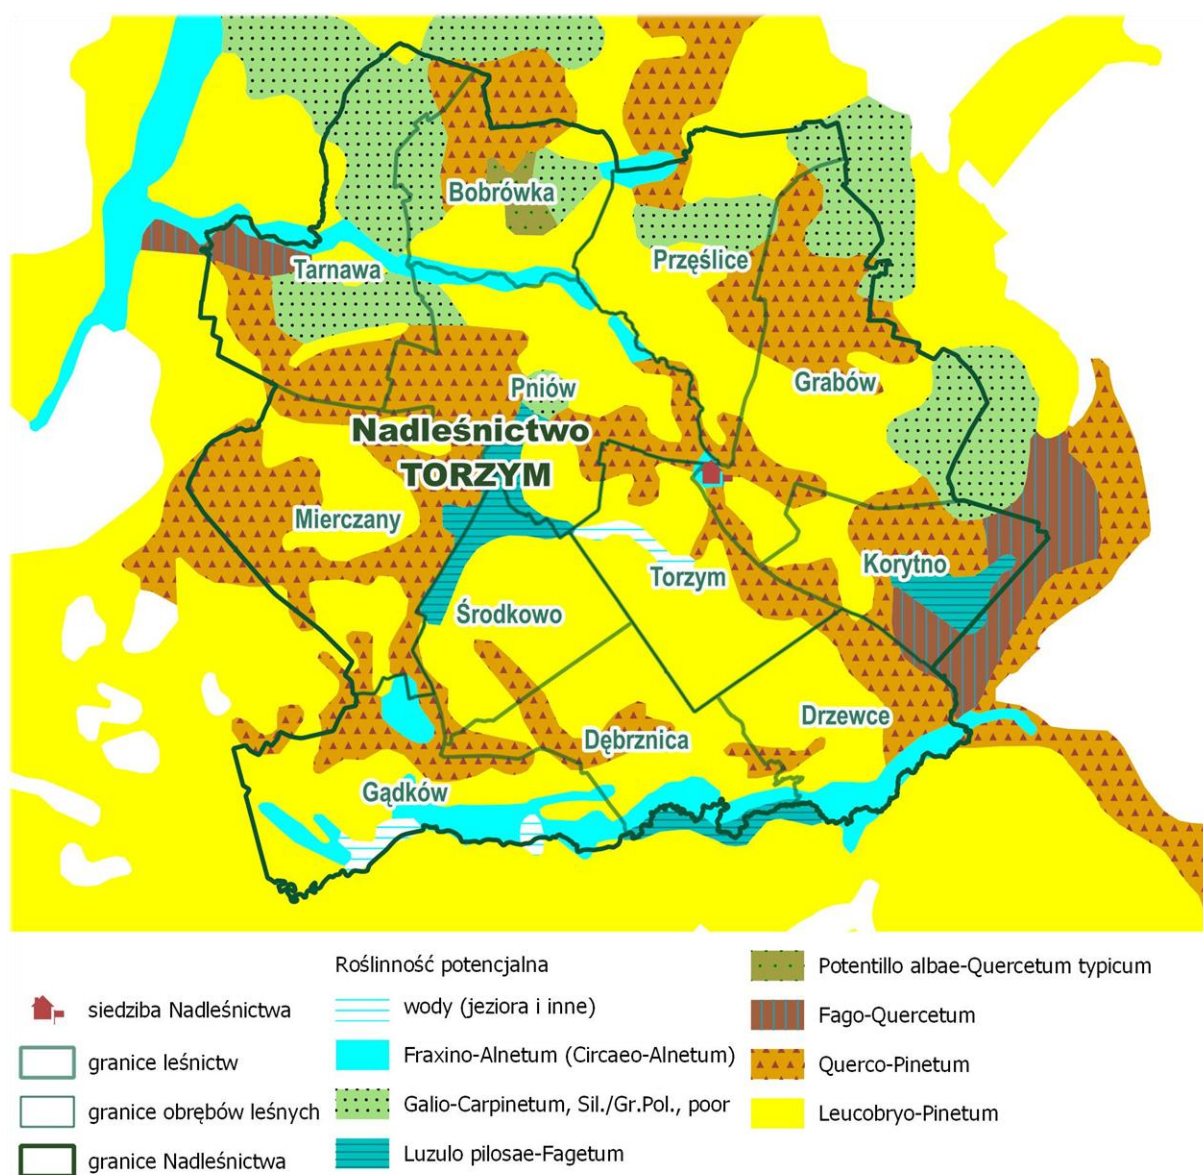 Bobrówka
Przęślice
Tarnawa
Grabów
Pniów
Nadleśnictwo
TORZYM
Mierczany
Korytno
Torzym
Środkowo
Drzewce
Dębrznica
Gądków
siedziba Nadleśnictwa
granice leśnictw
granice obrębów leśnych
granice Nadleśnictwa
Roślinność potencjalna
wody (jeziora i inne)
Fraxino-Alnetum (Circaeo-Alnetum)
Galio-Carpinetum, Sil./Gr.Pol., poor
Luzulo pilosae-Fagetum
Potentillo albae-Quercetum typicum
Fago-Quercetum
Querco-Pinetum
Leucobryo-Pinetum